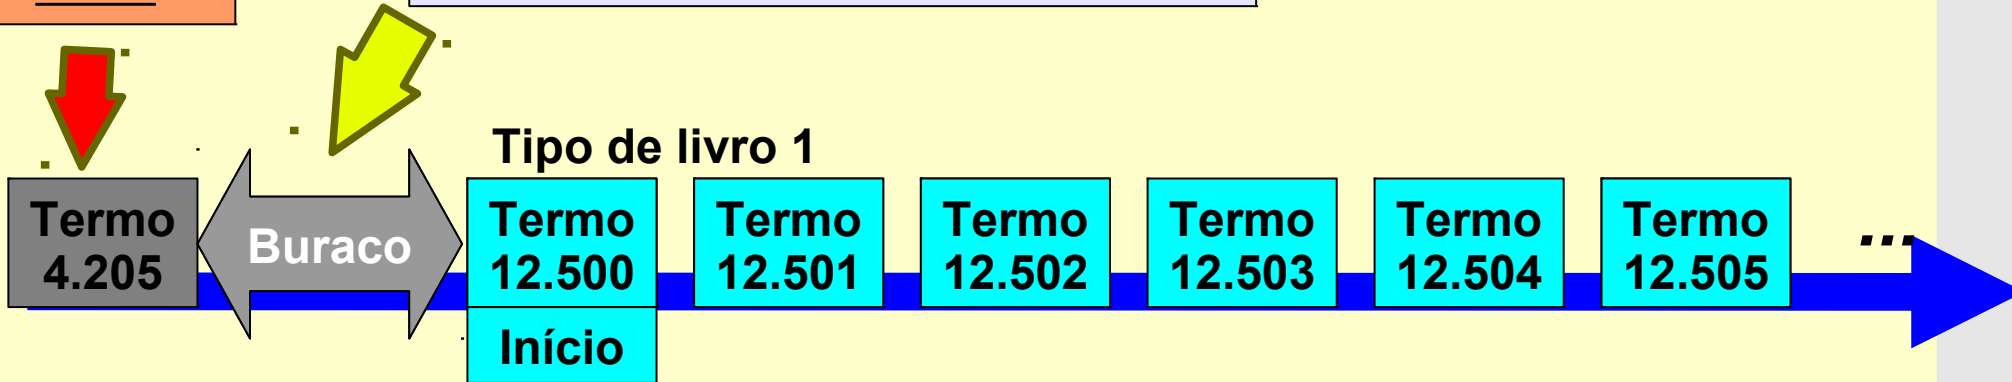 Tipo de livro 1
Termo
4.205
Buraco
Termo
12.500
Início
Termo
12.501
Termo
12.502
Termo
12.503
Termo
12.504
Termo
12.505
...